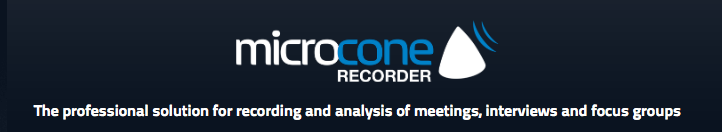 microcone
RECORDER
The professional solution for recording and analysis of meetings, interviews and focus groups